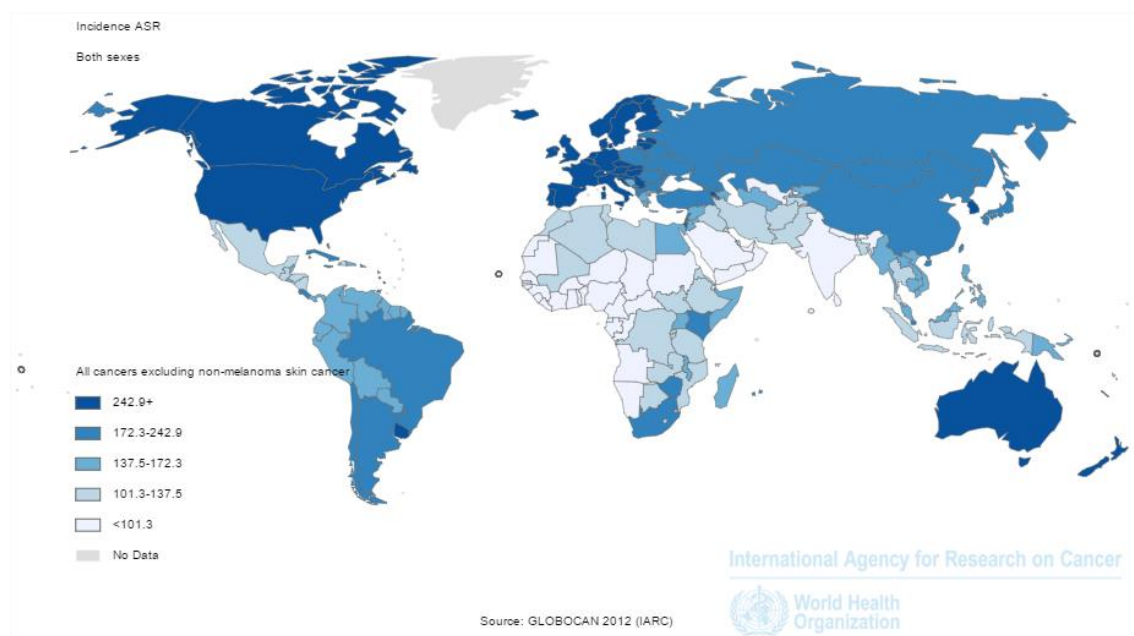 Incidence ASR
Both sexes
All cancers excluding non-melanoma skin cancer
242.9+
172.3-242.9
137.5-172.3
101.3-137.5
<101.3
No Data
International Agency for Research on Cancer
World Health
Organization
Source: GLOBOCAN 2012 (IARC)